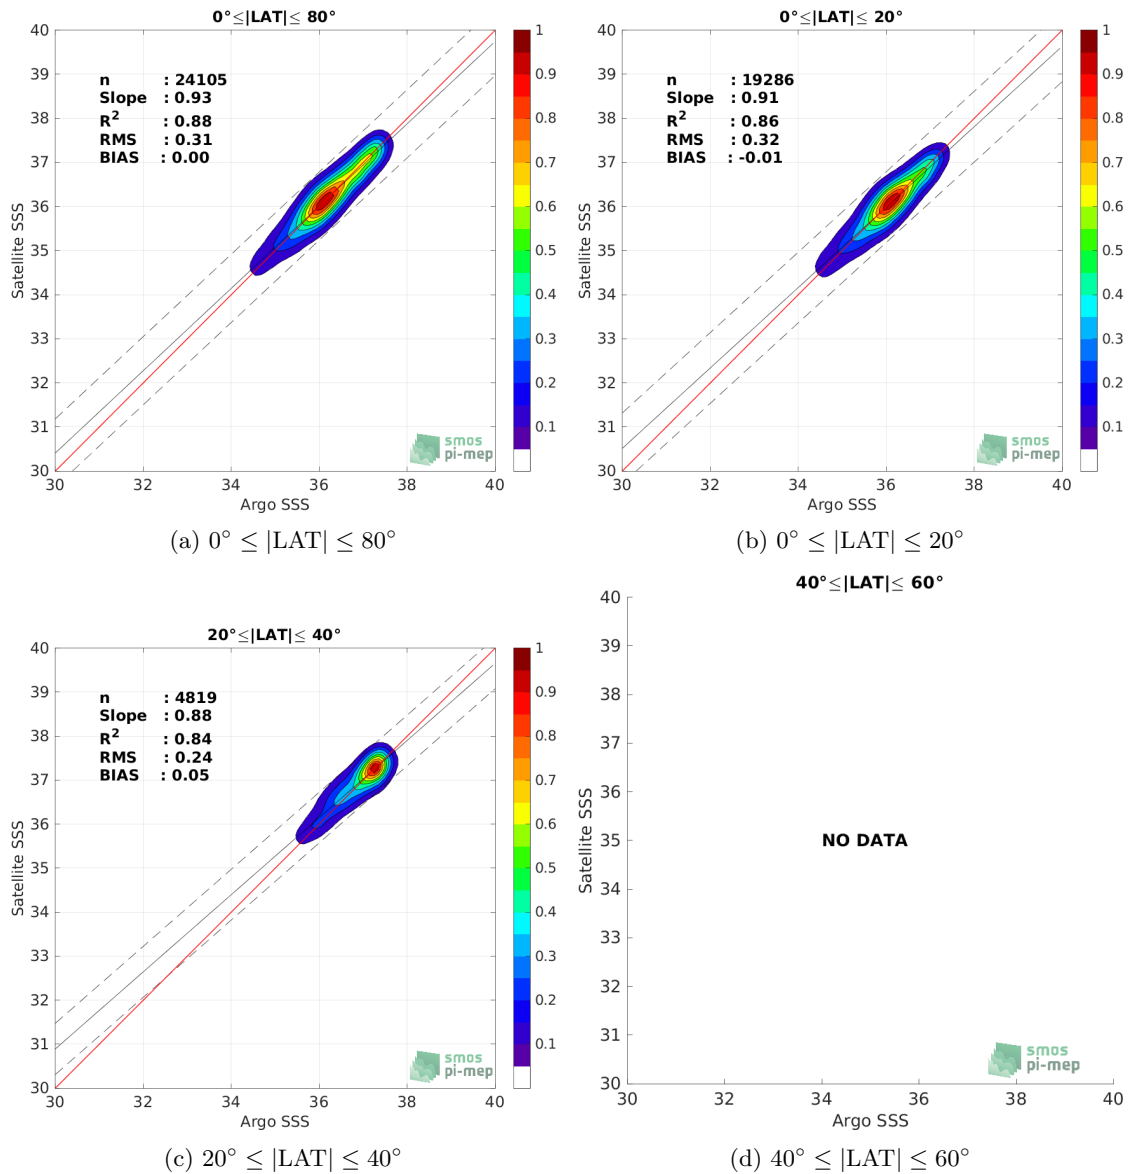 0°≤|LAT|≤ 80°
40
39
38
37
36
35
34
33
32
31
30
30
32
34
36
38
40
Satellite SSS
Argo SSS
n : 24105
Slope : 0.93
R² : 0.88
RMS : 0.31
BIAS : 0.00
1
0.9
0.8
0.7
0.6
0.5
0.4
0.3
0.2
0.1
smos
pi-mep
(a) 0° ≤ |LAT| ≤ 80°
0°≤|LAT|≤ 20°
40
39
38
37
36
35
34
33
32
31
30
30
32
34
36
38
40
Satellite SSS
Argo SSS
n : 19286
Slope : 0.91
R² : 0.86
RMS : 0.32
BIAS : -0.01
1
0.9
0.8
0.7
0.6
0.5
0.4
0.3
0.2
0.1
smos
pi-mep
(b) 0° ≤ |LAT| ≤ 20°
20°≤|LAT|≤ 40°
40
39
38
37
36
35
34
33
32
31
30
30
32
34
36
38
40
Satellite SSS
Argo SSS
n : 4819
Slope : 0.88
R² : 0.84
RMS : 0.24
BIAS : 0.05
1
0.9
0.8
0.7
0.6
0.5
0.4
0.3
0.2
0.1
smos
pi-mep
(c) 20° ≤ |LAT| ≤ 40°
40°≤|LAT|≤ 60°
40
39
38
37
36
35
34
33
32
31
30
30
32
34
36
38
40
Satellite SSS
Argo SSS
NO DATA
smos
pi-mep
(d) 40° ≤ |LAT| ≤ 60°